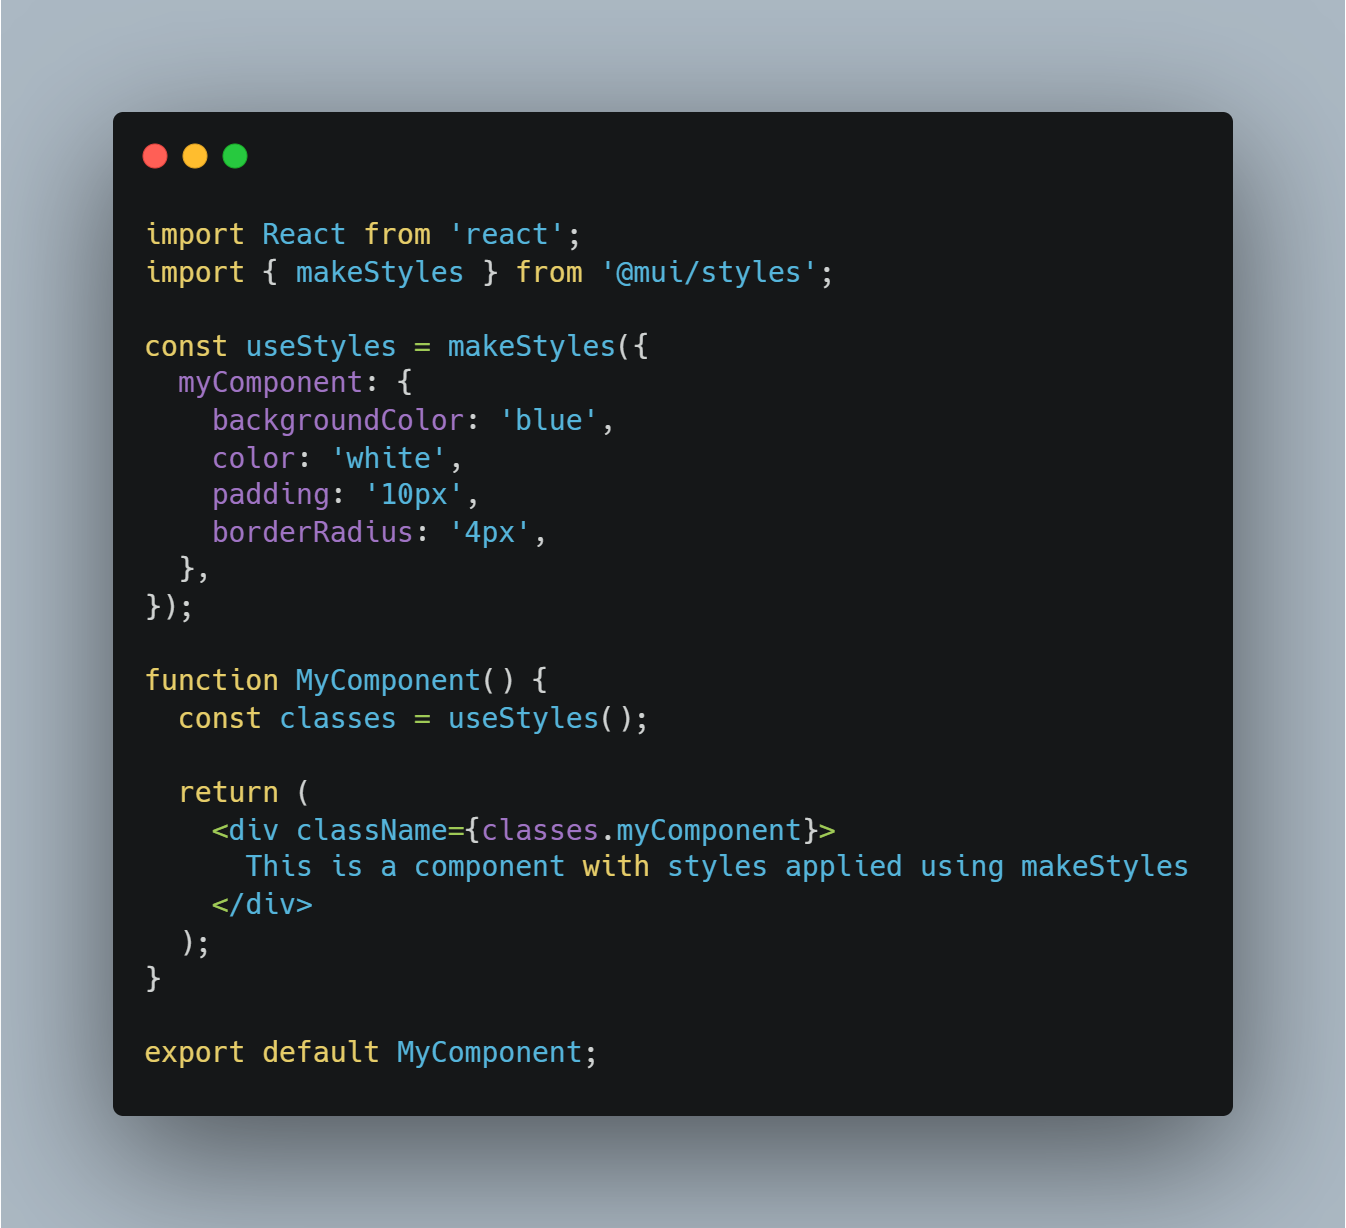 import React from 'react';
import { makeStyles } from '@mui/styles';

const useStyles = makeStyles({
  myComponent: {
    backgroundColor: 'blue',
    color: 'white',
    padding: '10px',
    borderRadius: '4px',
  },
});

function MyComponent() {
  const classes = useStyles();

  return (
    <div className={classes.myComponent}>
      This is a component with styles applied using makeStyles
    </div>
  );
}

export default MyComponent;